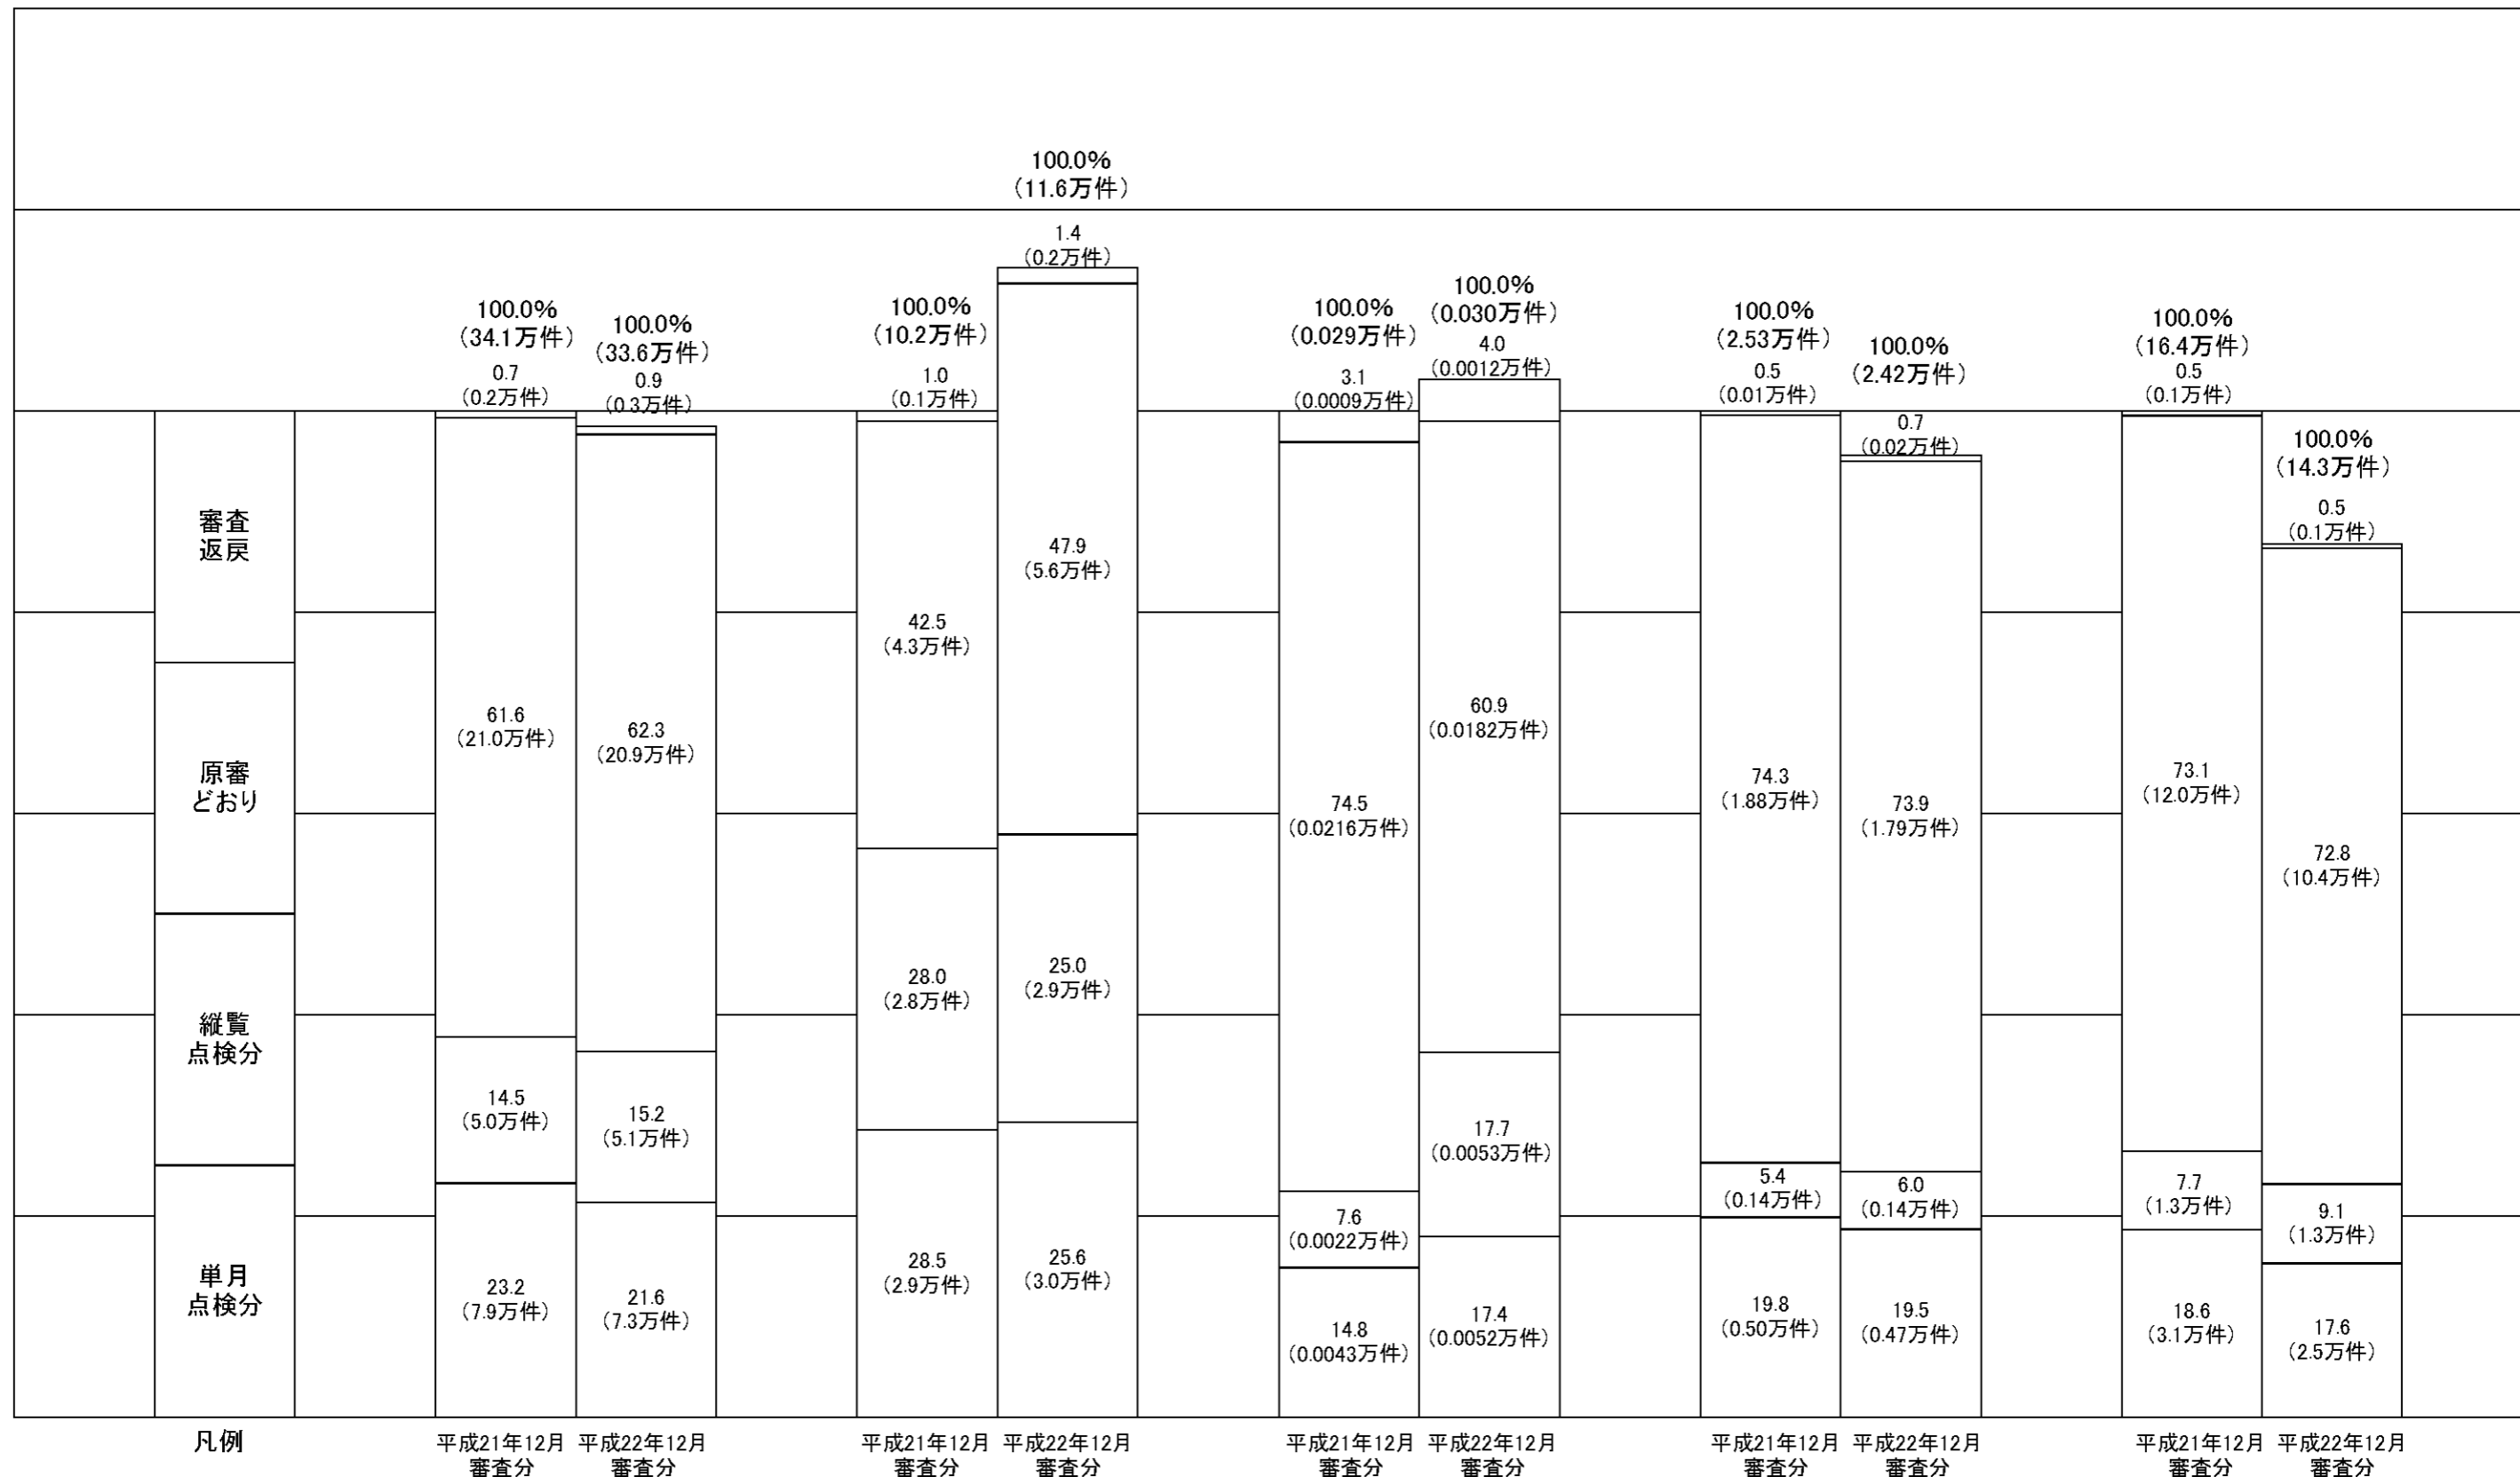 審査
返戻
原審
どおり
縦覧
点検分
単月
点検分
凡例
100.0%
（34.1万件）
0.7
（0.2万件）
61.6
（21.0万件）
14.5
（5.0万件）
23.2
（7.9万件）
平成21年12月
審査分
100.0%
（33.6万件）
0.9
（0.3万件）
62.3
（20.9万件）
15.2
（5.1万件）
21.6
（7.3万件）
平成22年12月
審査分
100.0%
（10.2万件）
1.0
（0.1万件）
42.5
（4.3万件）
28.0
（2.8万件）
28.5
（2.9万件）
平成21年12月
審査分
100.0%
（11.6万件）
1.4
（0.2万件）
47.9
（5.6万件）
25.0
（2.9万件）
25.6
（3.0万件）
平成22年12月
審査分
100.0%
（0.029万件）
3.1
（0.0009万件）
74.5
（0.0216万件）
7.6
（0.0022万件）
14.8
（0.0043万件）
平成21年12月
審査分
100.0%
（0.030万件）
4.0
（0.0012万件）
60.9
（0.0182万件）
17.7
（0.0053万件）
17.4
（0.0052万件）
平成22年12月
審査分
100.0%
（2.53万件）
0.5
（0.01万件）
74.3
（1.88万件）
5.4
（0.14万件）
19.8
（0.50万件）
平成21年12月
審査分
100.0%
（2.42万件）
0.7
（0.02万件）
73.9
（1.79万件）
6.0
（0.14万件）
19.5
（0.47万件）
平成22年12月
審査分
100.0%
（16.4万件）
0.5
（0.1万件）
73.1
（12.0万件）
7.7
（1.3万件）
18.6
（3.1万件）
平成21年12月
審査分
100.0%
（14.3万件）
0.5
（0.1万件）
72.8
（10.4万件）
9.1
（1.3万件）
17.6
（2.5万件）
平成22年12月
審査分